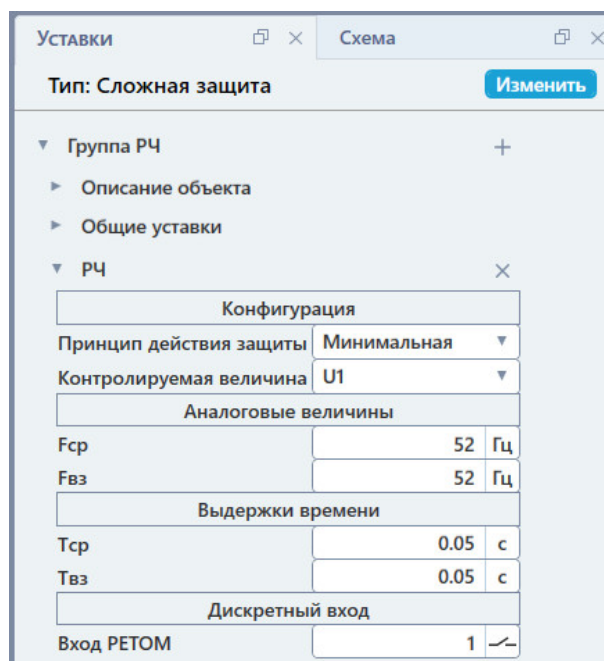 Уставки
Схема
Тип: Сложная защита
Изменить
Группа РЧ
Описание объекта
Общие уставки
РЧ
Конфигурация
Принцип действия защиты Минимальная
Контролируемая величина U1
Аналоговые величины
Fср 52 Гц
Fвз 52 Гц
Выдержки времени
Тср 0.05 с
Твз 0.05 с
Дискретный вход
Вход РЕТОМ 1